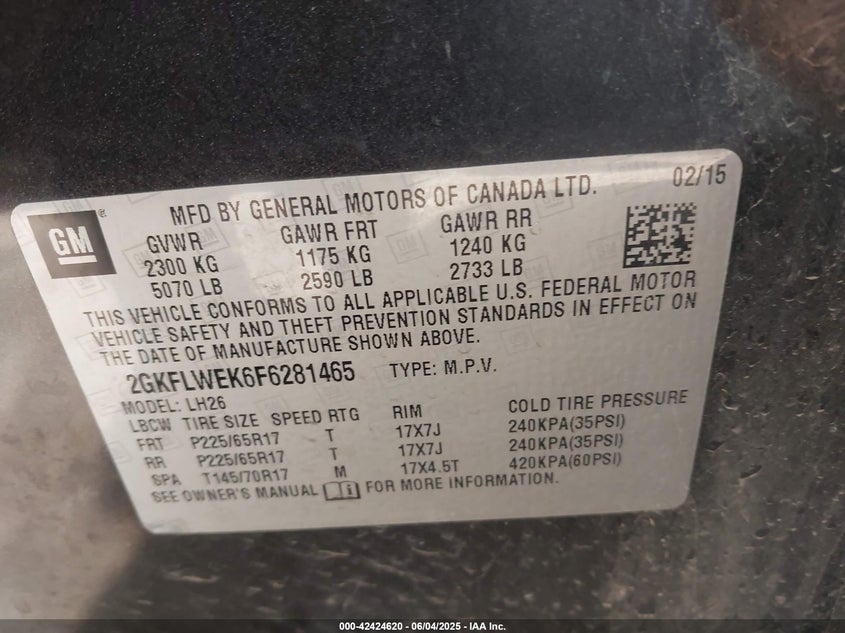 GM
®
MFD BY GENERAL MOTORS OF CANADA LTD. 02/15
GVWR GAWR FRT GAWR RR
2300 KG 1175 KG 1240 KG
5070 LB 2590 LB 2733 LB
THIS VEHICLE CONFORMS TO ALL APPLICABLE U.S. FEDERAL MOTOR
VEHICLE SAFETY AND THEFT PREVENTION STANDARDS IN EFFECT ON
THE DATE OF MANUFACTURE SHOWN ABOVE.
2GKFLWEK6F6281465 TYPE: M.P.V.
MODEL: LH26
LBCW TIRE SIZE SPEED RTG RIM COLD TIRE PRESSURE
FRT P225/65R17 T 17X7J 240KPA(35PSI)
RR P225/65R17 T 17X7J 240KPA(35PSI)
SPA T145/70R17 M 17X4.5T 420KPA(60PSI)
SEE OWNER'S MANUAL FOR MORE INFORMATION.
000-42424620 - 06/04/2025 - IAA Inc.